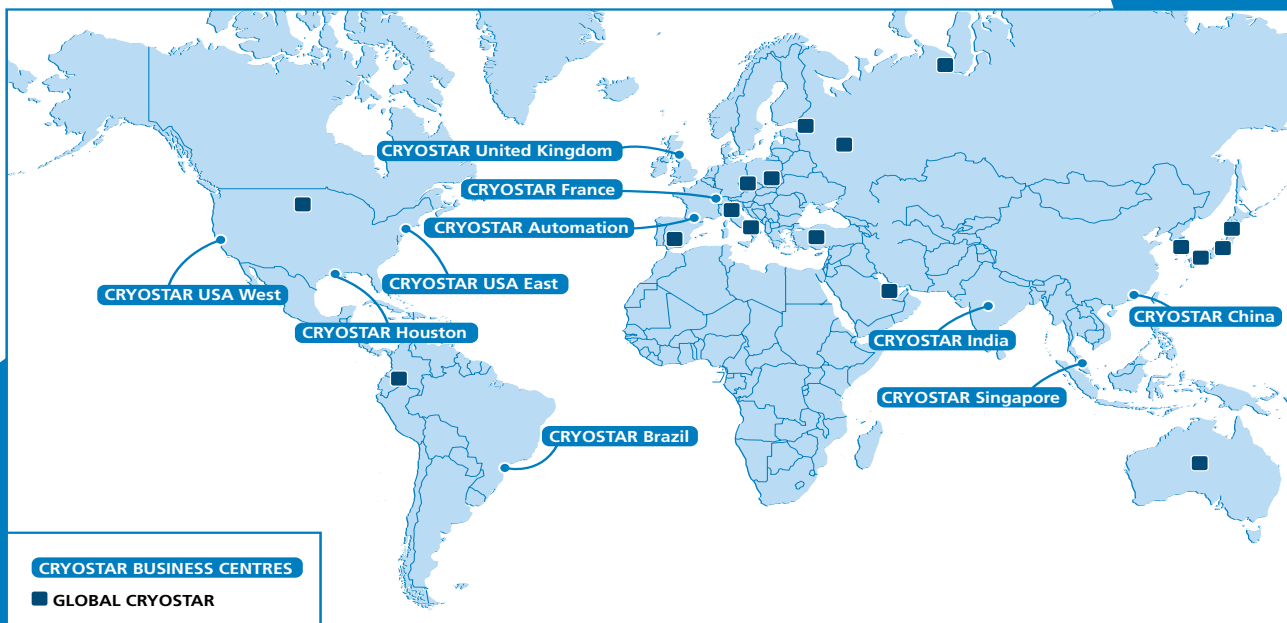 CRYOSTAR United Kingdom
CRYOSTAR France
CRYOSTAR Automation
CRYOSTAR USA East
CRYOSTAR USA West
CRYOSTAR Houston
CRYOSTAR China
CRYOSTAR India
CRYOSTAR Singapore
CRYOSTAR Brazil
CRYOSTAR BUSINESS CENTRES
GLOBAL CRYOSTAR